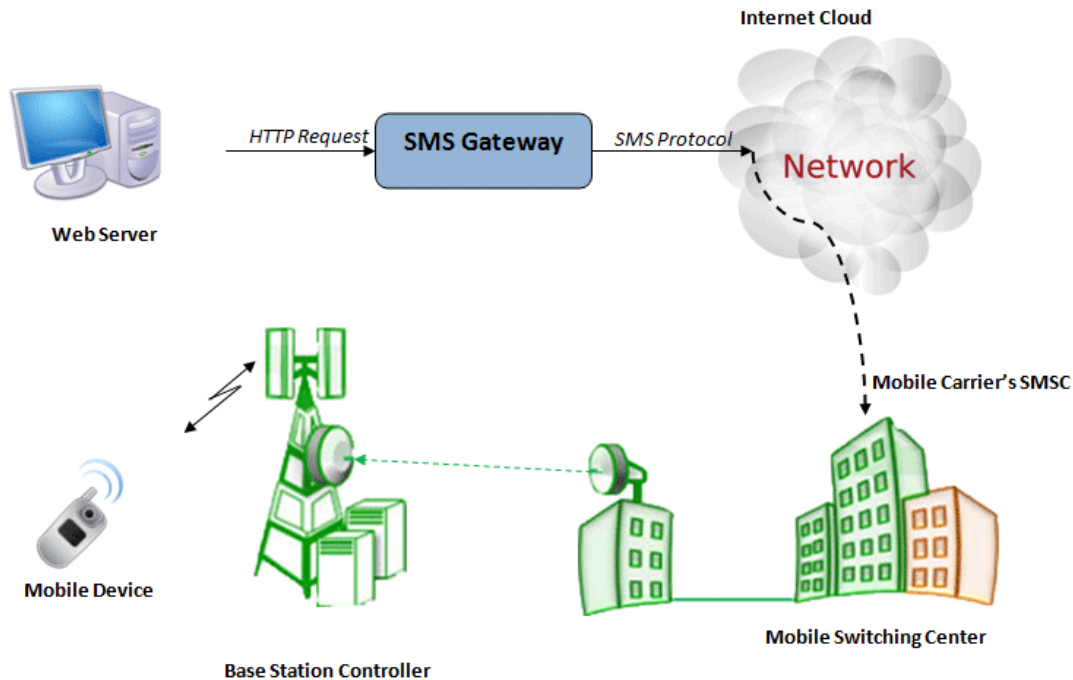 Internet Cloud
HTTP Request
SMS Gateway
SMS Protocol
Network
Web Server
Mobile Carrier's SMSC
Mobile Device
Mobile Switching Center
Base Station Controller